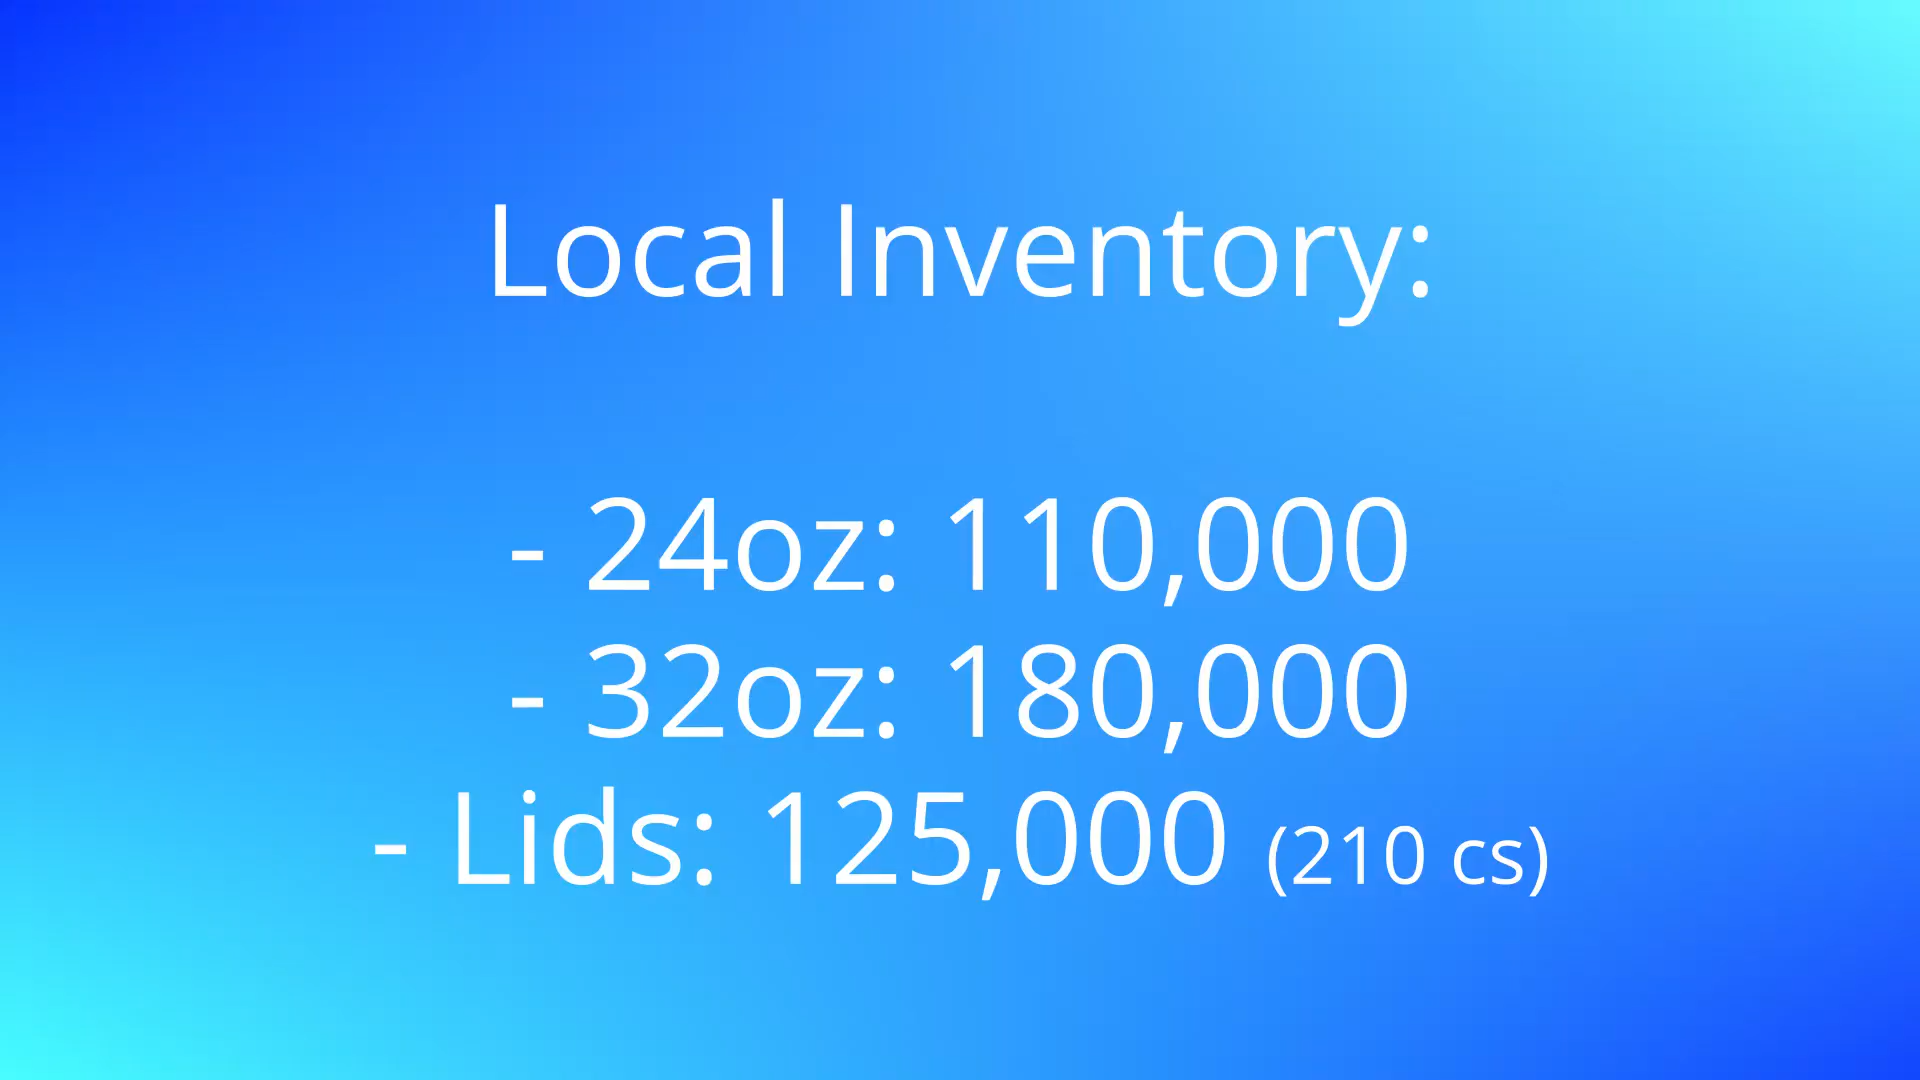 Local Inventory:
- 24oz: 110,000
- 32oz: 180,000
- Lids: 125,000 (210 cs)